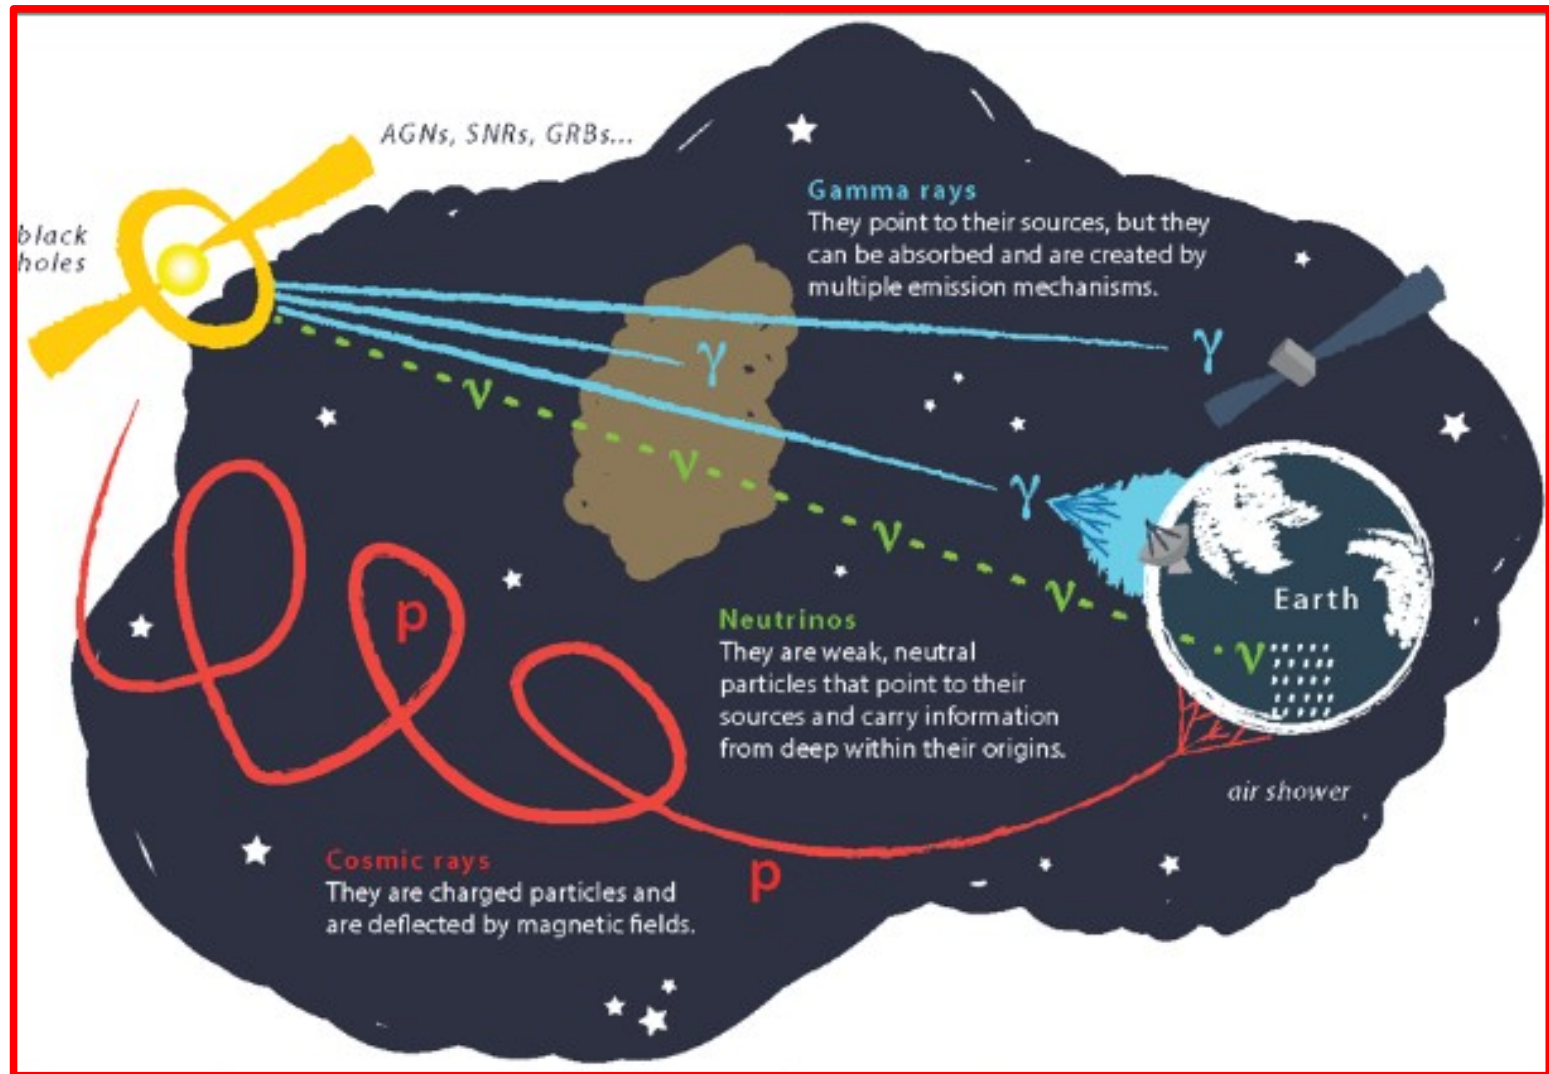 AGNs, SNRs, GRBs...
black
holes
Gamma rays
They point to their sources, but they
can be absorbed and are created by
multiple emission mechanisms.
γ
γ
ν
ν
γ
ν
ν
Earth
ν
p
Neutrinos
They are weak, neutral
particles that point to their
sources and carry information
from deep within their origins.
air shower
Cosmic rays
They are charged particles and
are deflected by magnetic fields.
p